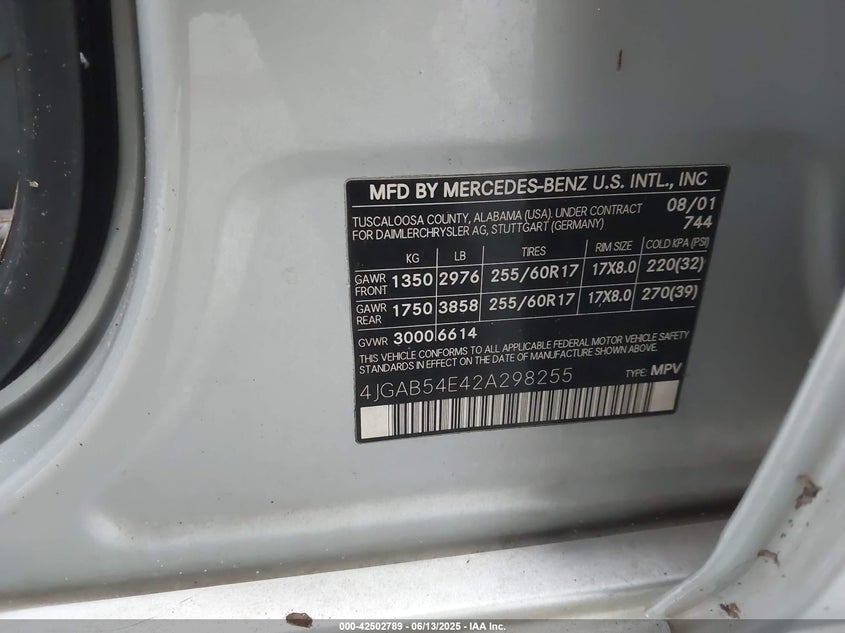 MFD BY MERCEDES-BENZ U.S. INTL., INC
TUSCALOOSA COUNTY, ALABAMA (USA). UNDER CONTRACT 08/01
FOR DAIMLERCHRYSLER AG, STUTTGART (GERMANY) 744
KG LB TIRES RIM SIZE COLD KPA (PSI)
GAWR FRONT 1350 2976 255/60R17 17X8.0 220(32)
GAWR REAR 1750 3858 255/60R17 17X8.0 270(39)
GVWR 3000 6614
THIS VEHICLE CONFORMS TO ALL APPLICABLE FEDERAL MOTOR VEHICLE SAFETY
STANDARDS IN EFFECT ON THE DATE OF MANUFACTURE SHOWN ABOVE.
4JGAB54E42A298255 TYPE: MPV
000-42502789 - 06/13/2025 - IAA Inc.